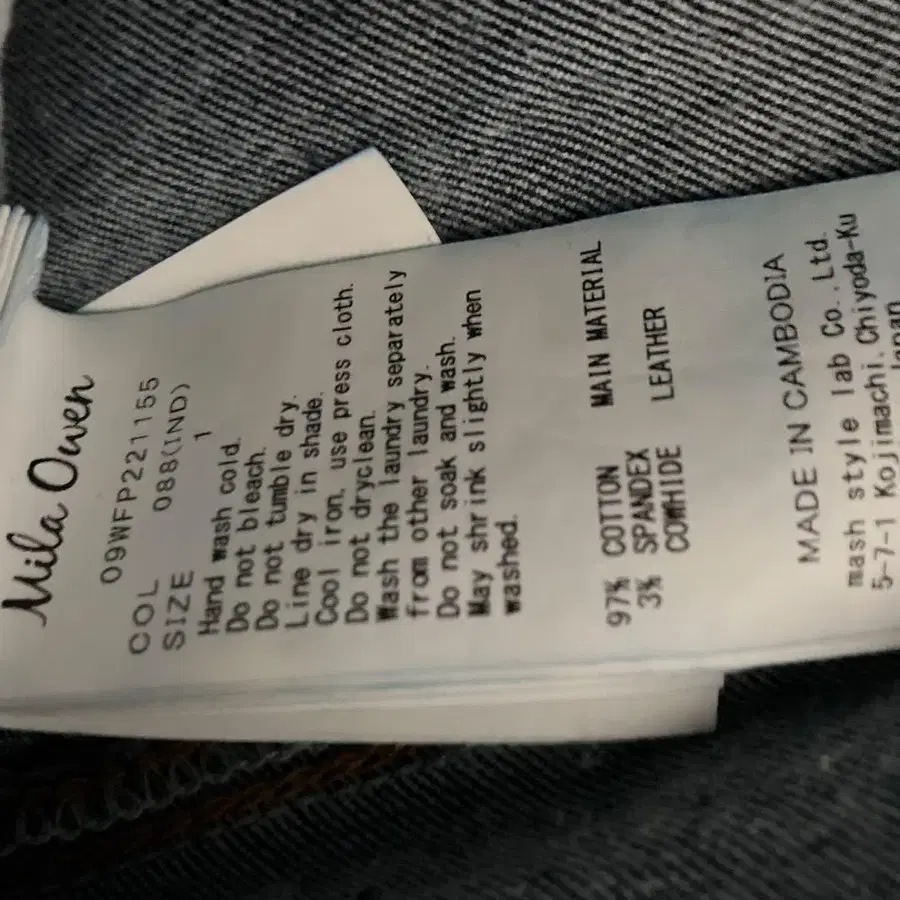 Mila Owen
09WFP221155
COL 088(IND)
SIZE 1
Hand wash cold.
Do not bleach.
Do not tumble dry.
Line dry in shade.
Cool iron, use press cloth.
Do not dryclean.
Wash the laundry separately
from other laundry.
Do not soak and wash.
May shrink slightly when
washed.
97% COTTON MAIN MATERIAL
3% SPANDEX
COWHIDE LEATHER
MADE IN CAMBODIA
mash style lab Co., Ltd.
5-7-1 Kojimachi, Chiyoda-Ku